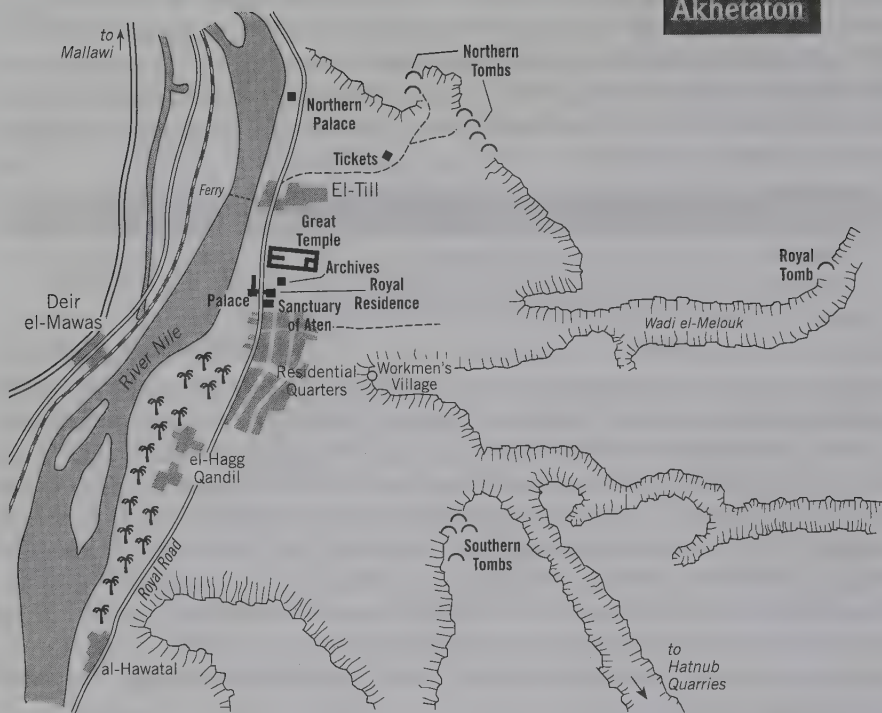 Akhetaton
to
Mallawi
Northern
Tombs
Northern
Palace
Tickets
Ferry
El-Till
Great
Temple
Archives
Royal
Residence
Palace
Sanctuary
of Aten
Royal
Tomb
Wadi el-Melouk
Deir
el-Mawas
River Nile
Residential
Quarters
Workmen's
Village
el-Hagg
Qandil
Royal Road
Southern
Tombs
al-Hawatal
to
Hatnub
Quarries